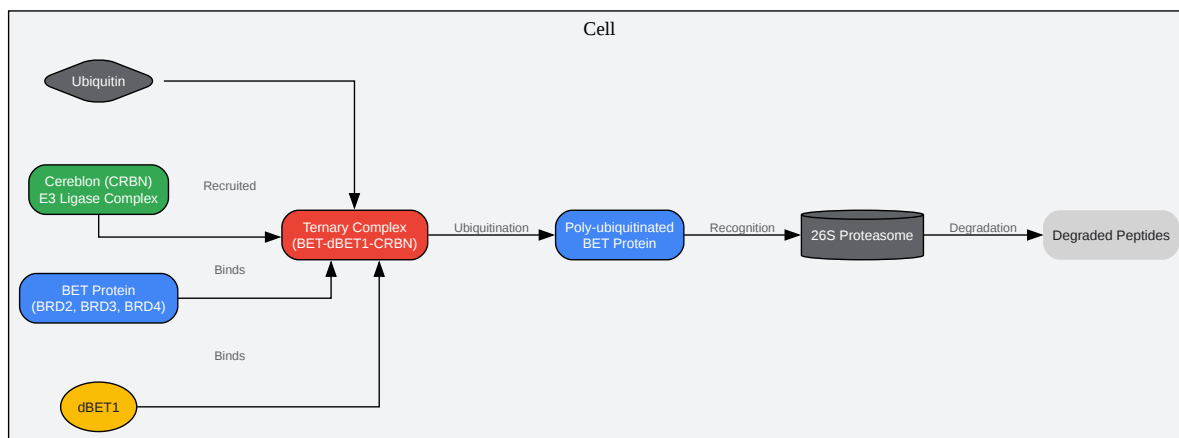 Cell
Ubiquitin
Cereblon (CRBN)
E3 Ligase Complex
Recruited
Ternary Complex
(BET-dBET1-CRBN)
Ubiquitination
Poly-ubiquitinated
BET Protein
Recognition
26S Proteasome
Degradation
Degraded Peptides
Binds
BET Protein
(BRD2, BRD3, BRD4)
Binds
dBET1